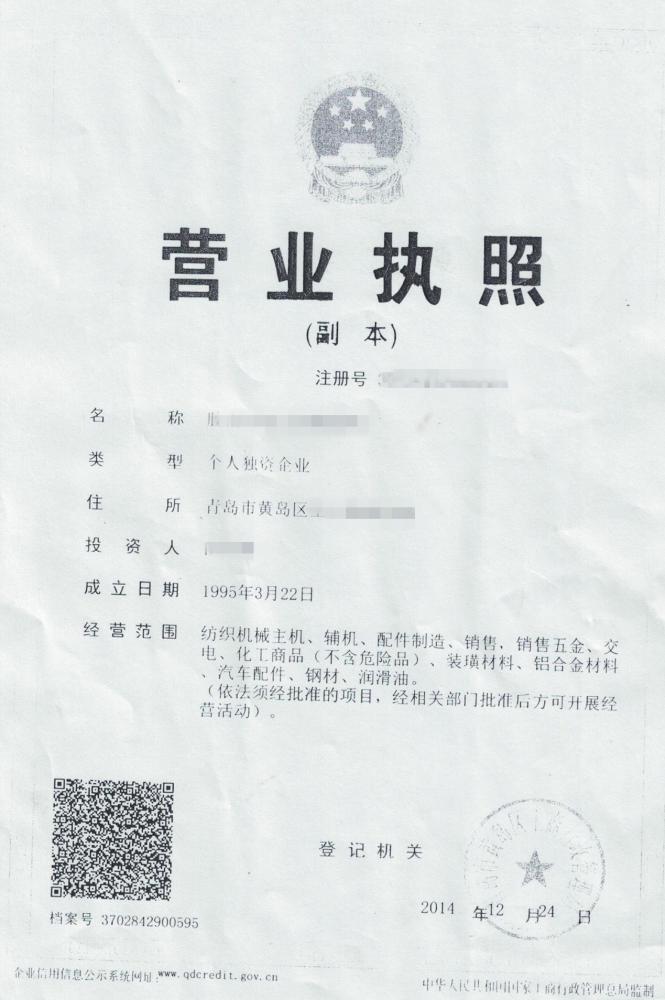 营业执照
(副 本)
注册号
名 称
类 型 个人独资企业
住 所 青岛市黄岛区
投资人
成立日期 1995年3月22日
经营范围 纺织机械主机、辅机、配件制造、销售，销售五金、交
电、化工商品（不含危险品）、装璜材料、铝合金材料
、汽车配件、钢材、润滑油。
（依法须经批准的项目，经相关部门批准后方可开展经
营活动）。
登记机关
档案号 3702842900595
2014 年12 月24 日
企业信用信息公示系统网址:www.qdcredit.gov.cn
中华人民共和国国家工商行政管理总局监制